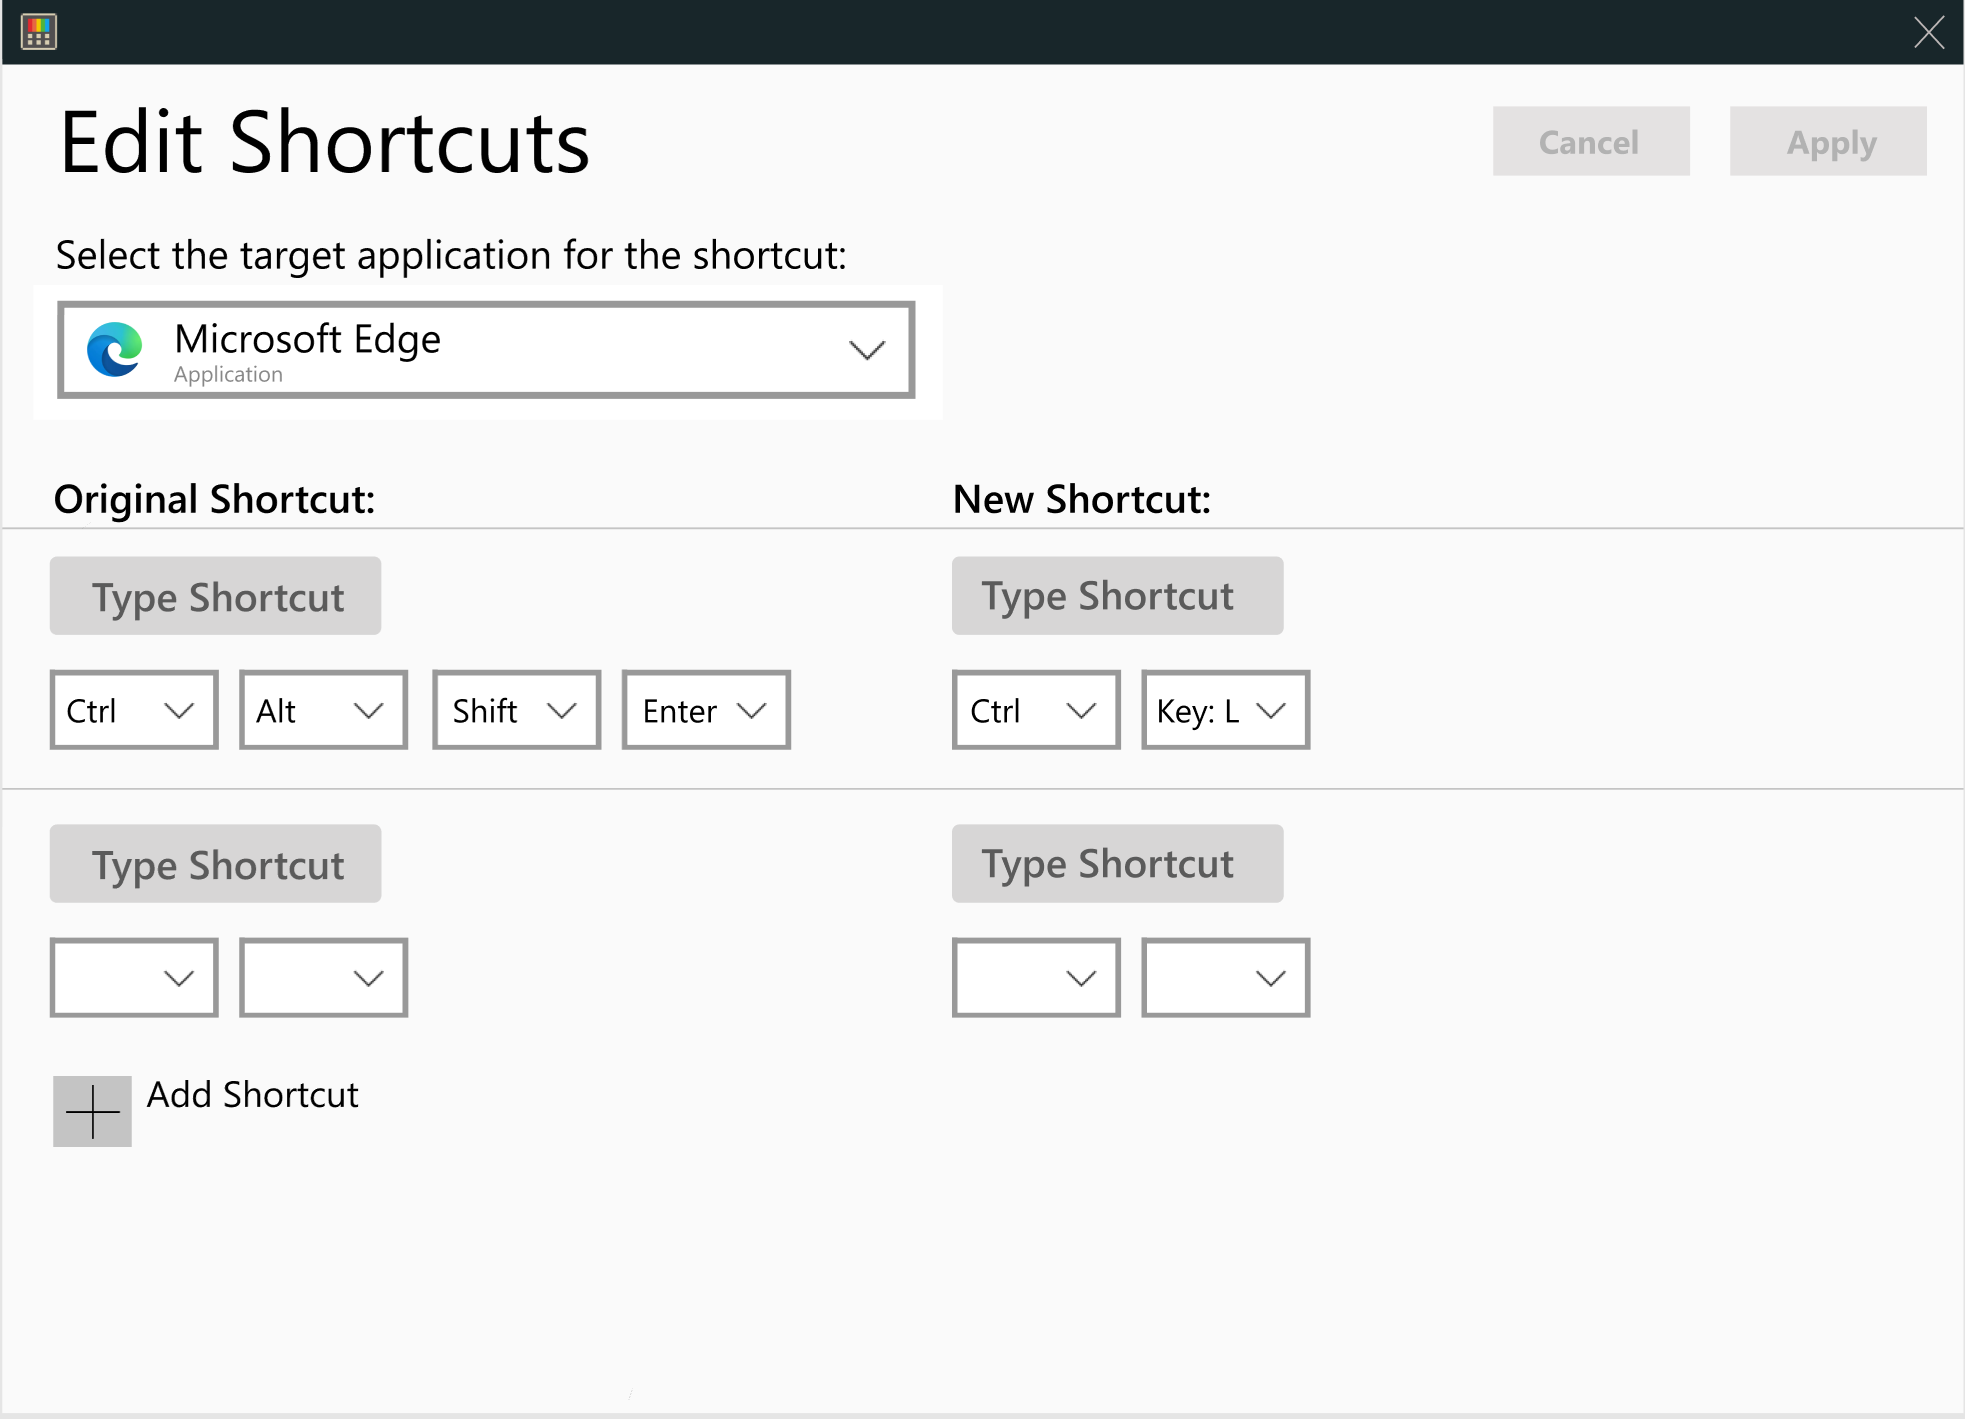 Edit Shortcuts
Cancel
Apply
Select the target application for the shortcut:
Microsoft Edge
Application
Original Shortcut:
New Shortcut:
Type Shortcut
Type Shortcut
Ctrl
Alt
Shift
Enter
Ctrl
Key: L
Type Shortcut
Type Shortcut
Add Shortcut